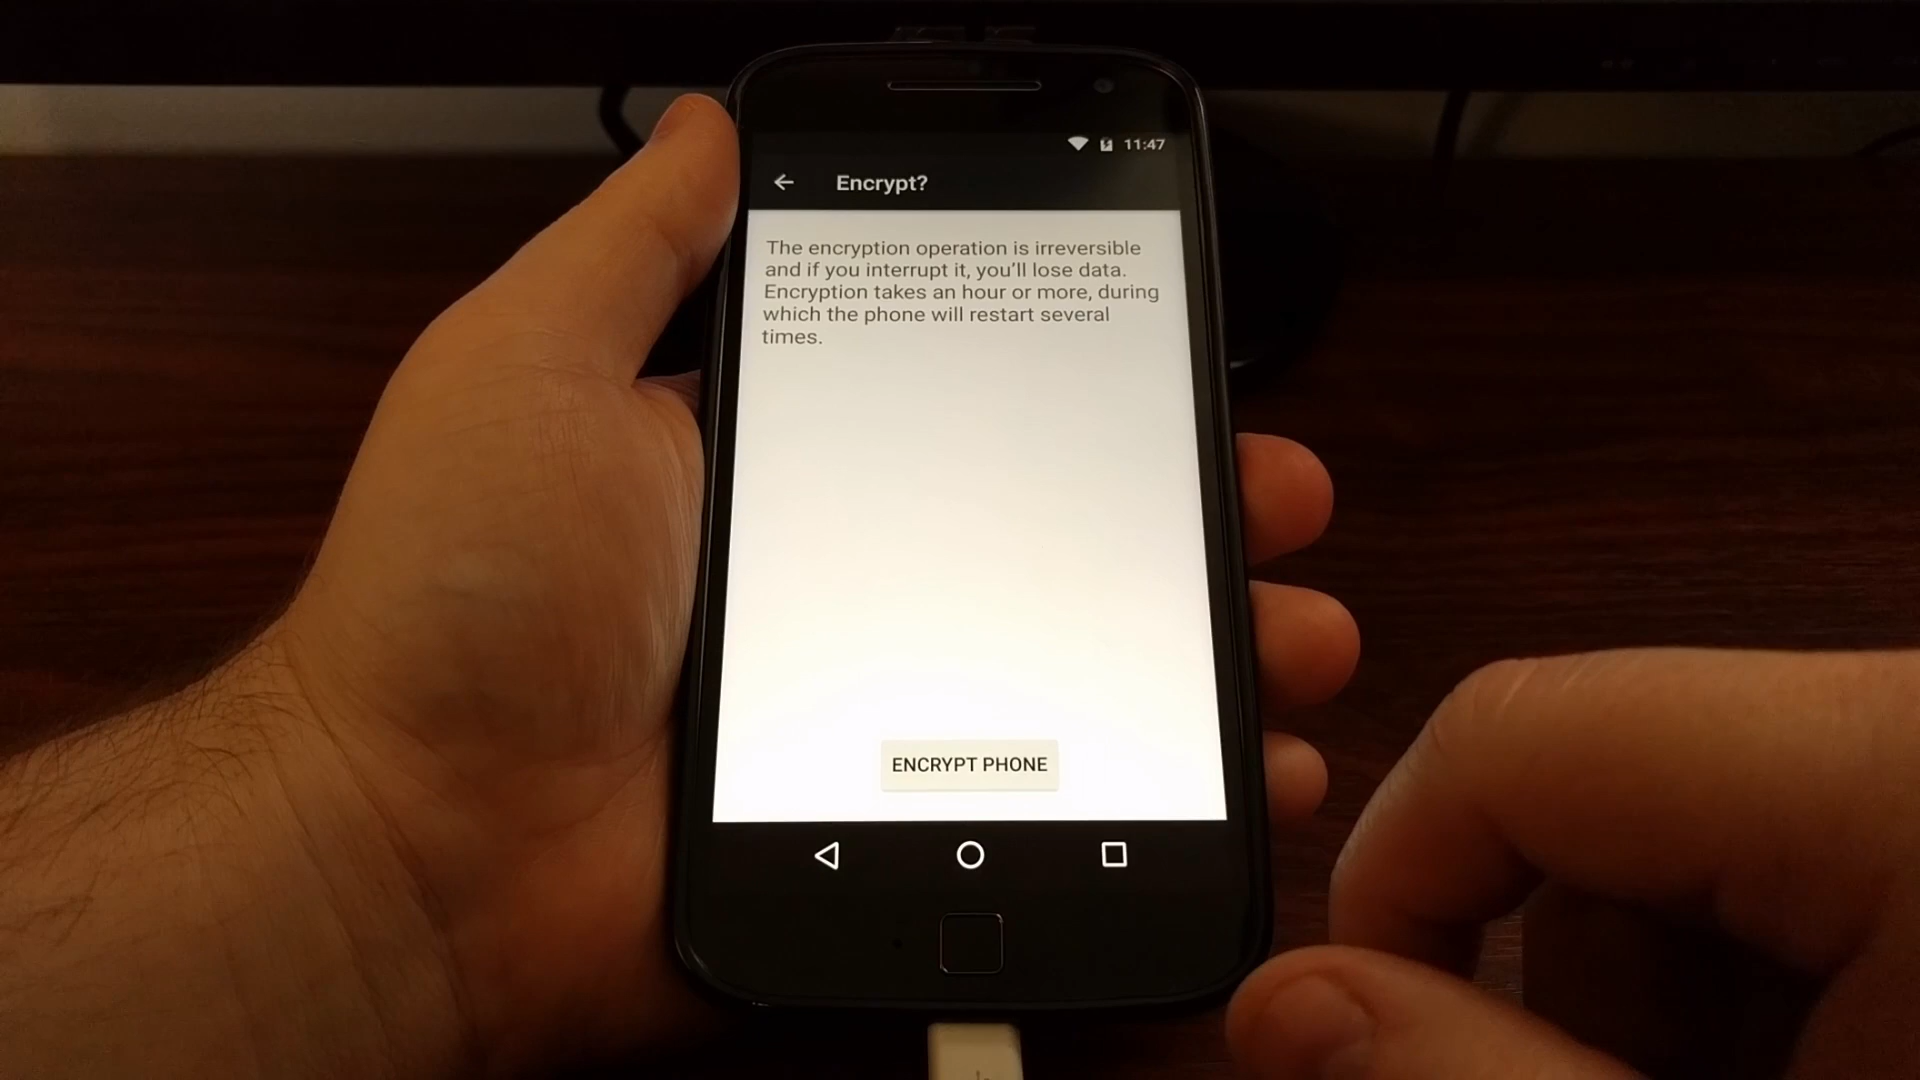 11:47
Encrypt?
The encryption operation is irreversible
and if you interrupt it, you'll lose data.
Encryption takes an hour or more, during
which the phone will restart several
times.
ENCRYPT PHONE